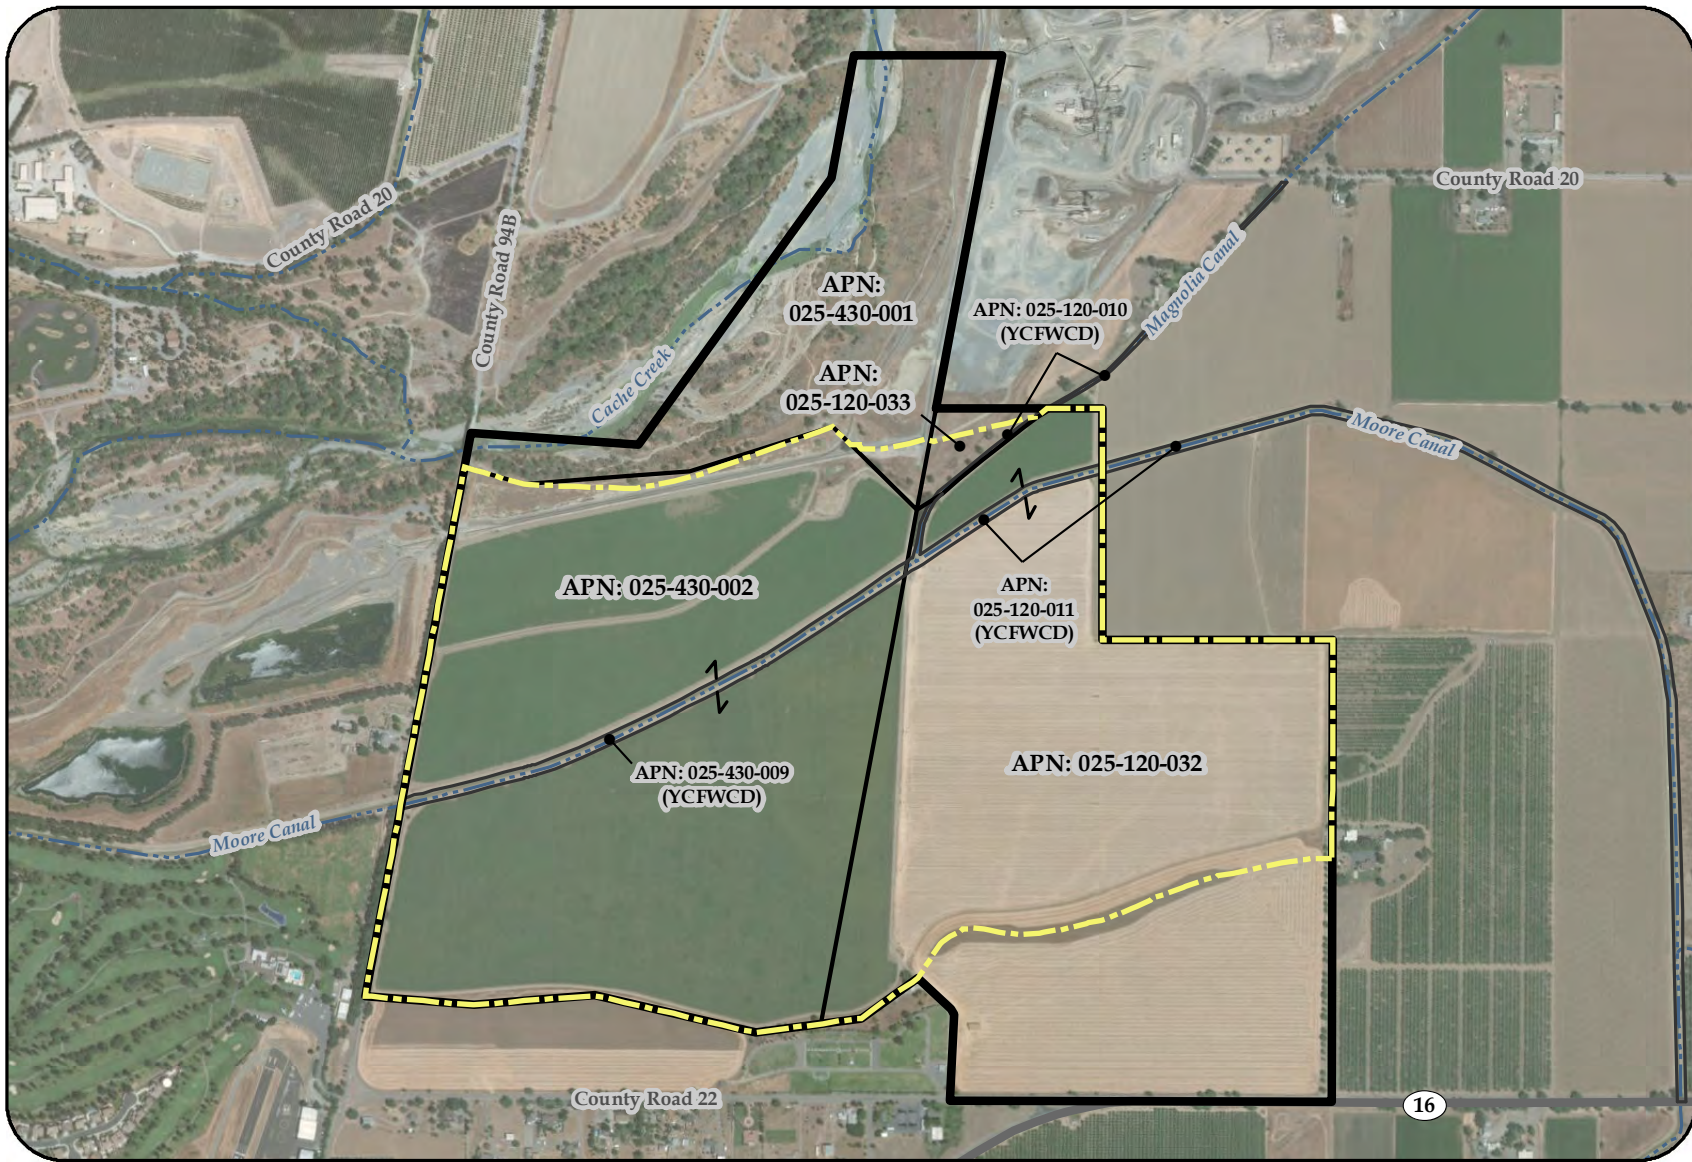 County Road 20
County Road 20
County Road 94B
Magnolia Canal
APN:
025-430-001
APN: 025-120-010
(YCFWCD)
Cache Creek
APN:
025-120-033
Moore Canal
APN: 025-430-002
APN:
025-120-011
(YCFWCD)
APN: 025-430-009
(YCFWCD)
APN: 025-120-032
Moore Canal
County Road 22
16